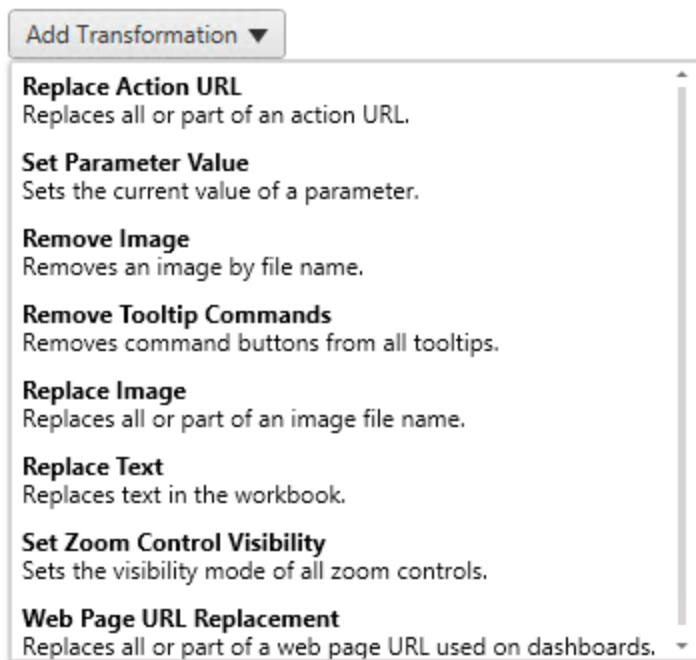 Add Transformation ▼
Replace Action URL
Replaces all or part of an action URL.
Set Parameter Value
Sets the current value of a parameter.
Remove Image
Removes an image by file name.
Remove Tooltip Commands
Removes command buttons from all tooltips.
Replace Image
Replaces all or part of an image file name.
Replace Text
Replaces text in the workbook.
Set Zoom Control Visibility
Sets the visibility mode of all zoom controls.
Web Page URL Replacement
Replaces all or part of a web page URL used on dashboards.